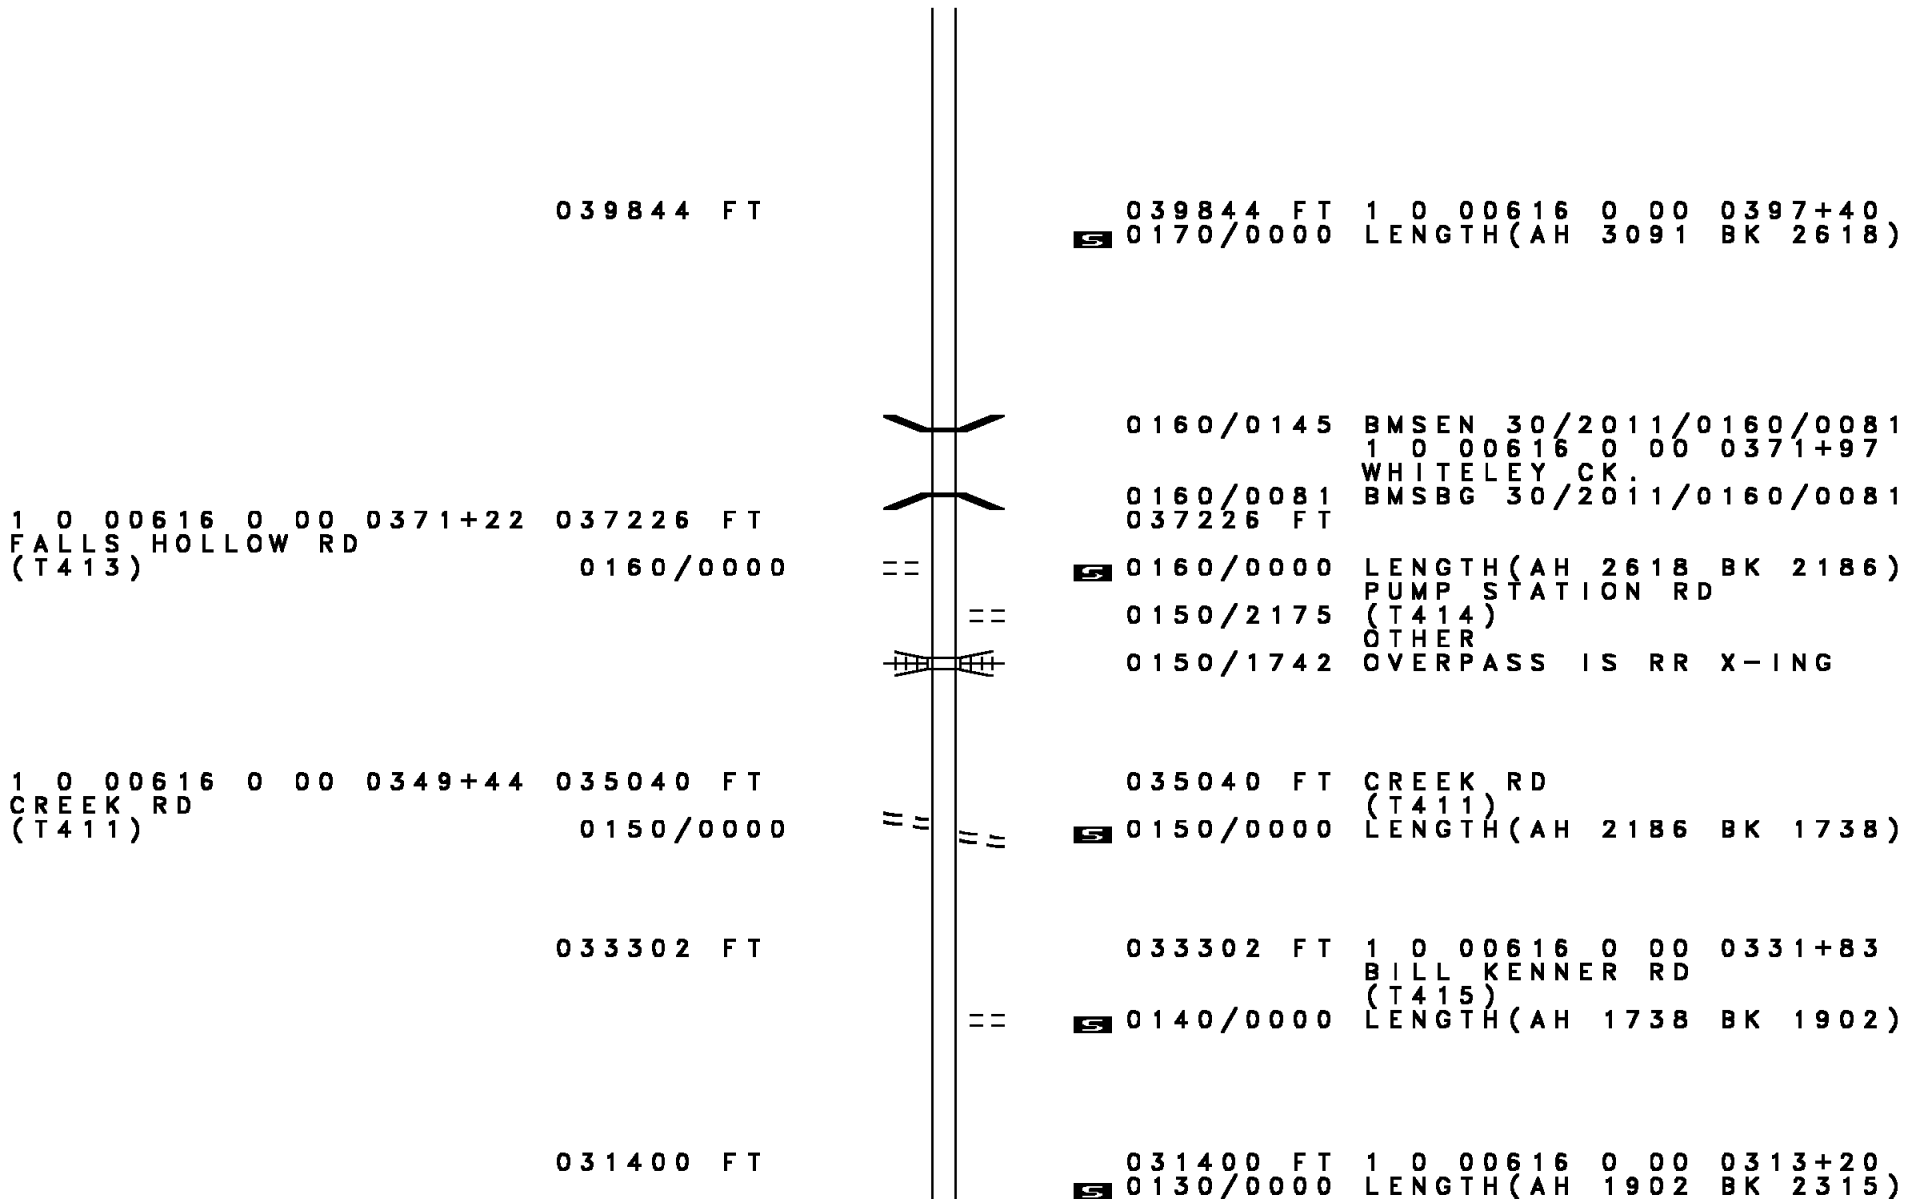 039844 FT 039844 FT 1 0 00616 0 00 0397+40
S 0170/0000 LENGTH(AH 3091 BK 2618)
0160/0145 BMSEN 30/2011/0160/0081
1 0 00616 0 00 0371+97
WHITELEY CK.
0160/0081 BMSBG 30/2011/0160/0081
1 0 00616 0 00 0371+22 037226 FT 037226 FT
FALLS HOLLOW RD
(T413) 0160/0000 S 0160/0000 LENGTH(AH 2618 BK 2186)
PUMP STATION RD
0150/2175 (T414)
OTHER
0150/1742 OVERPASS IS RR X-ING
1 0 00616 0 00 0349+44 035040 FT 035040 FT CREEK RD
CREEK RD (T411)
(T411) 0150/0000 S 0150/0000 LENGTH(AH 2186 BK 1738)
033302 FT 033302 FT 1 0 00616 0 00 0331+83
BILL KENNER RD
(T415)
S 0140/0000 LENGTH(AH 1738 BK 1902)
031400 FT 031400 FT 1 0 00616 0 00 0313+20
S 0130/0000 LENGTH(AH 1902 BK 2315)